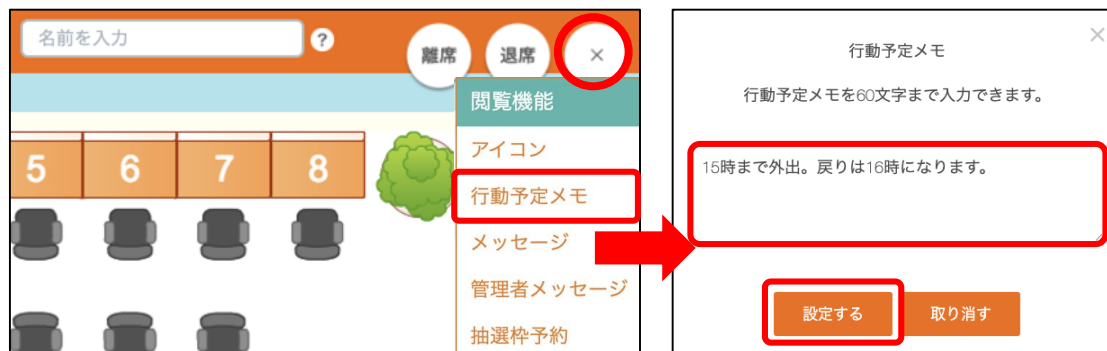 名前を入力
?
離席
退席
×
閲覧機能
5
6
7
8
アイコン
行動予定メモ
メッセージ
管理者メッセージ
抽選枠予約
×
行動予定メモ
行動予定メモを60文字まで入力できます。
15時まで外出。戻りは16時になります。
設定する
取り消す